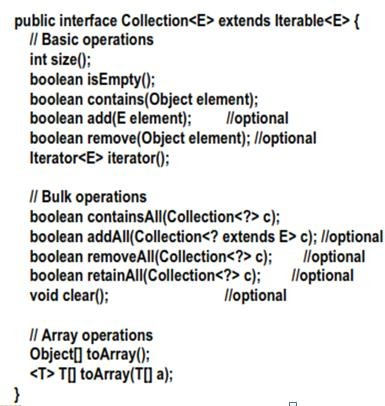 public interface Collection<E> extends Iterable<E> {
// Basic operations
int size();
boolean isEmpty();
boolean contains(Object element);
boolean add(E element); //optional
boolean remove(Object element); //optional
Iterator<E> iterator();
// Bulk operations
boolean containsAll(Collection<?> c);
boolean addAll(Collection<? extends E> c); //optional
boolean removeAll(Collection<?> c); //optional
boolean retainAll(Collection<?> c); //optional
void clear(); //optional
// Array operations
Object[] toArray();
<T> T[] toArray(T[] a);
}